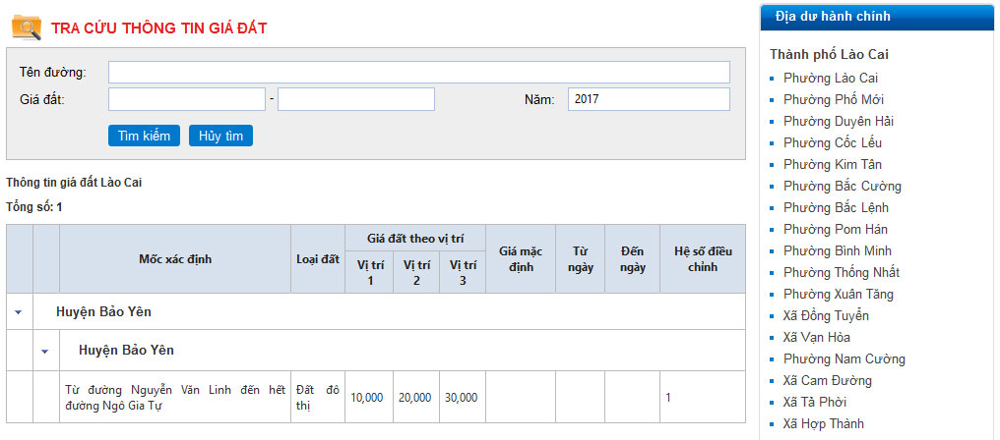 TRA CỨU THÔNG TIN GIÁ ĐẤT
Tên đường:
Giá đất: - Năm: 2017
Tìm kiếm Hủy tìm
Thông tin giá đất Lào Cai
Tổng số: 1
Mốc xác định Loại đất Giá đất theo vị trí Giá mặc định Từ ngày Đến ngày Hệ số điều chỉnh
Vị trí 1 Vị trí 2 Vị trí 3
Huyện Bảo Yên
Huyện Bảo Yên
Từ đường Nguyễn Văn Linh đến hết đường Ngô Gia Tự Đất đô thị 10,000 20,000 30,000 1
Địa dư hành chính
Thành phố Lào Cai
Phường Lào Cai
Phường Phố Mới
Phường Duyên Hải
Phường Cốc Lếu
Phường Kim Tân
Phường Bắc Cường
Phường Bắc Lệnh
Phường Pom Hán
Phường Bình Minh
Phường Thống Nhất
Phường Xuân Tăng
Xã Đồng Tuyển
Xã Vạn Hòa
Phường Nam Cường
Xã Cam Đường
Xã Tả Phời
Xã Hợp Thành